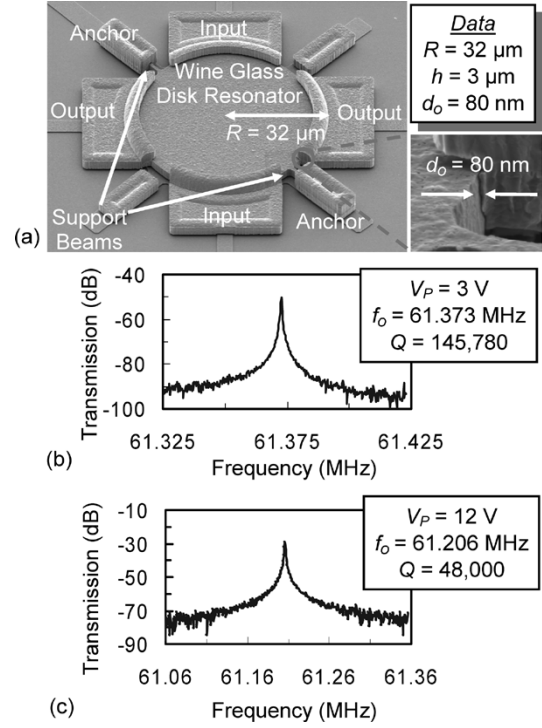 Anchor
Input
Wine Glass
Disk Resonator
Output
R = 32 μm
Output
Support
Beams
Input
Anchor
(a)
Data
R = 32 μm
h = 3 μm
dₒ = 80 nm
dₒ = 80 nm
Transmission (dB)
-40
-60
-80
-100
61.325
61.375
61.425
Frequency (MHz)
V_P = 3 V
fₒ = 61.373 MHz
Q = 145,780
(b)
Transmission (dB)
-10
-30
-50
-70
-90
61.06
61.16
61.26
61.36
Frequency (MHz)
V_P = 12 V
fₒ = 61.206 MHz
Q = 48,000
(c)